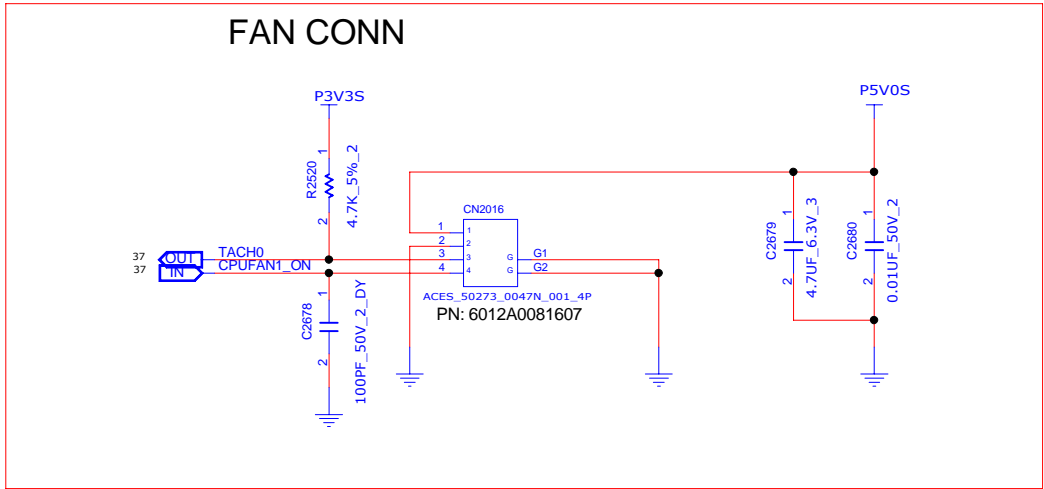 FAN CONN
P3V3S
P5V0S
1
R2520
4.7K_5%_2
2
CN2016
1
2
3
4
1
2
3
4
G
G
G1
G2
37
OUT
TACH0
37
IN
CPUFAN1_ON
ACES_50273_0047N_001_4P
PN: 6012A0081607
1
C2678
2
100PF_50V_2_DY
1
C2679
2
4.7UF_6.3V_3
1
C2680
2
0.01UF_50V_2